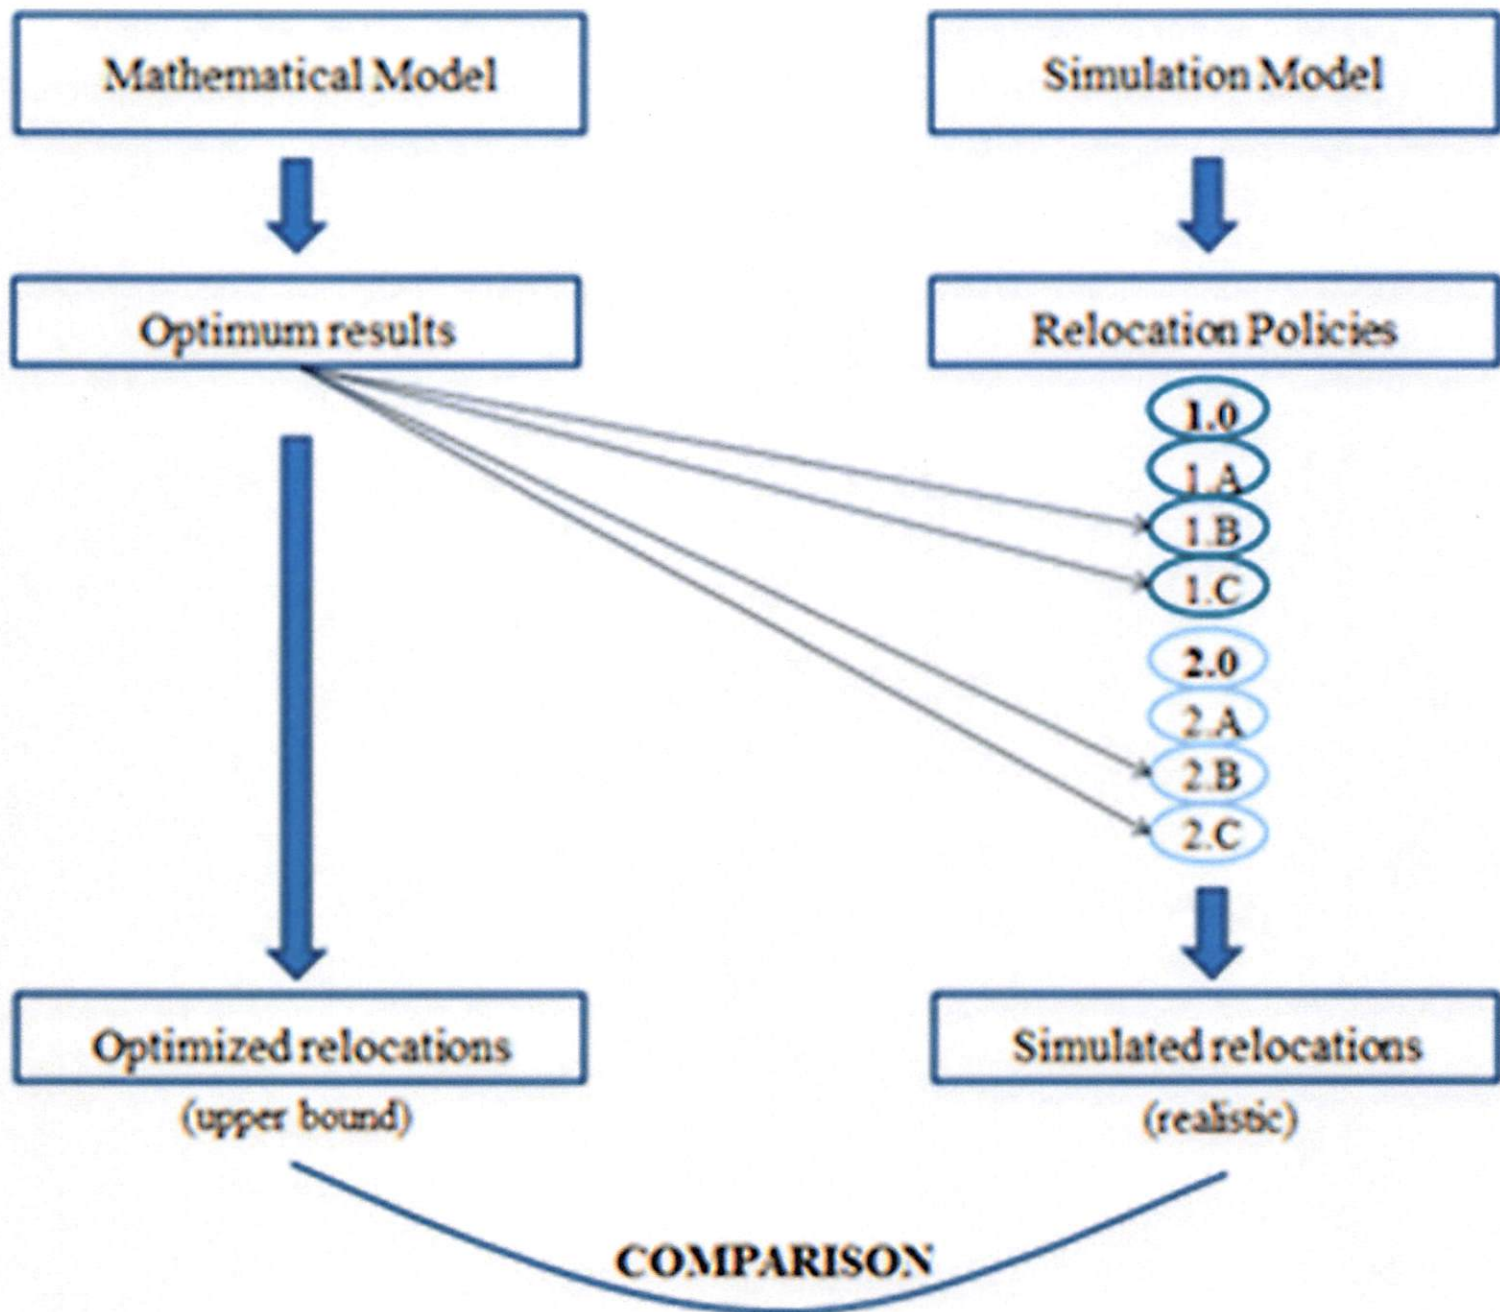 Mathematical Model
Simulation Model
Optimum results
Relocation Policies
1.0
1.A
1.B
1.C
2.0
2.A
2.B
2.C
Optimized relocations
(upper bound)
Simulated relocations
(realistic)
COMPARISON